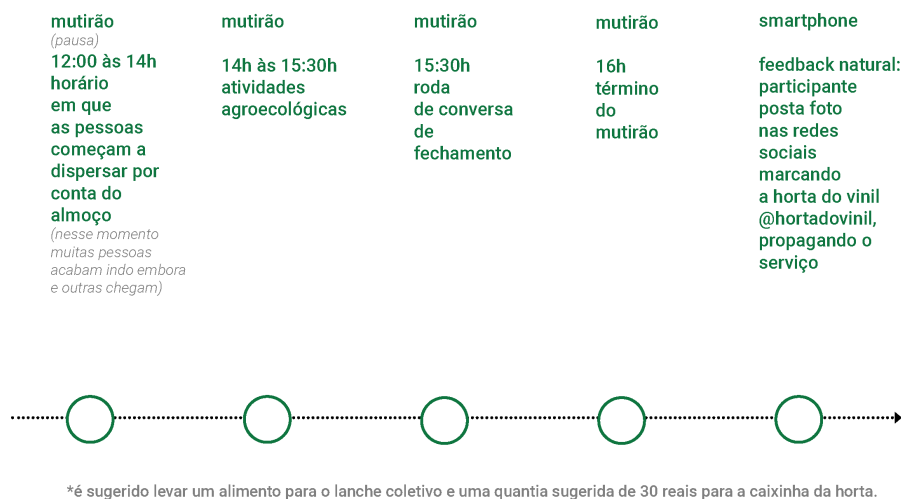 mutirão
(pausa)
12:00 às 14h
horário
em que
as pessoas
começam a
dispersar por
conta do
almoço
(nesse momento
muitas pessoas
acabam indo embora
e outras chegam)
mutirão
14h às 15:30h
atividades
agroecológicas
mutirão
15:30h
roda
de conversa
de
fechamento
mutirão
16h
término
do
mutirão
smartphone
feedback natural:
participante
posta foto
nas redes
sociais
marcando
a horta do vinil
@hortadovinil,
propagando o
serviço
*é sugerido levar um alimento para o lanche coletivo e uma quantia sugerida de 30 reais para a caixinha da horta.